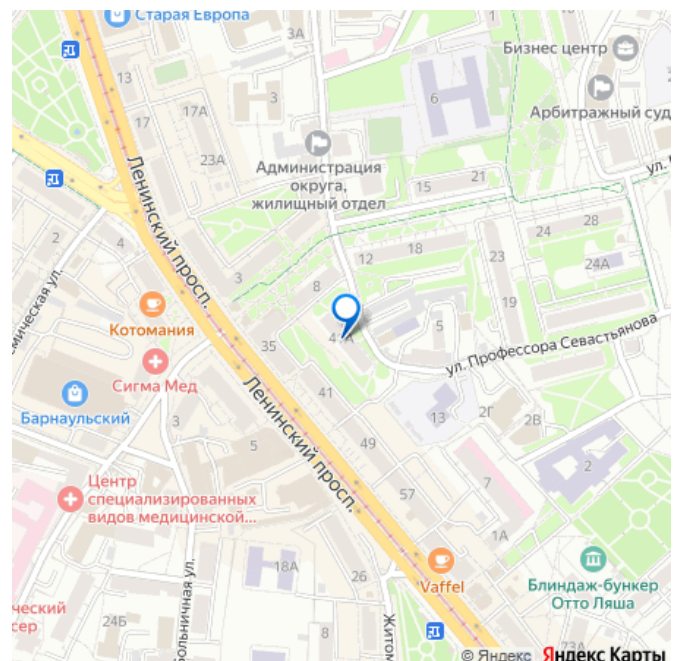 Старая Европа
3А
13
17
17А
3
23А
6
Бизнес центр
Арбитражный суд
Администрация
округа,
жилищный отдел
15
21
ул.
2
4
Ленинский просп.
3
12
18
8
24
28
23
24А
19
Котомания
35
5
ул. Профессора Севастьянова
Сигма Мед
41
13
2Г
2В
Барнаульский
3
5
Ленинский просп.
49
7
2
57
Центр
специализированных
видов медицинской...
1А
18А
26
Vaffel
Блиндаж-бункер
Отто Ляша
24Б
8
23А
© Яндекс Яндекс Карты